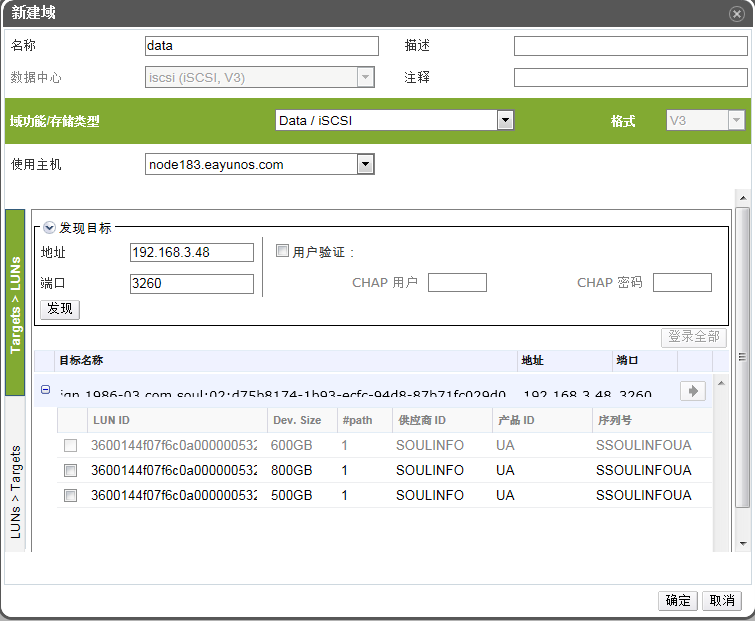 新建域
名称 data 描述
数据中心 iscsi (iSCSI, V3) 注释
域功能/存储类型 Data / iSCSI 格式 V3
使用主机 node183.eayunos.com
Targets > LUNs
LUNs > Targets
发现目标
地址 192.168.3.48 用户验证 :
端口 3260 CHAP 用户 CHAP 密码
发现
登录全部
目标名称 地址 端口
iqn.1986-03.com.soul:02:d75b8174-1b93-ecfc-94d8-87b71fc029d0 192.168.3.48 3260
LUN ID Dev. Size #path 供应商 ID 产品 ID 序列号
3600144f07f6c0a000000532 600GB 1 SOULINFO UA SSOULINFOUA
3600144f07f6c0a000000532 800GB 1 SOULINFO UA SSOULINFOUA
3600144f07f6c0a000000532 500GB 1 SOULINFO UA SSOULINFOUA
确定 取消